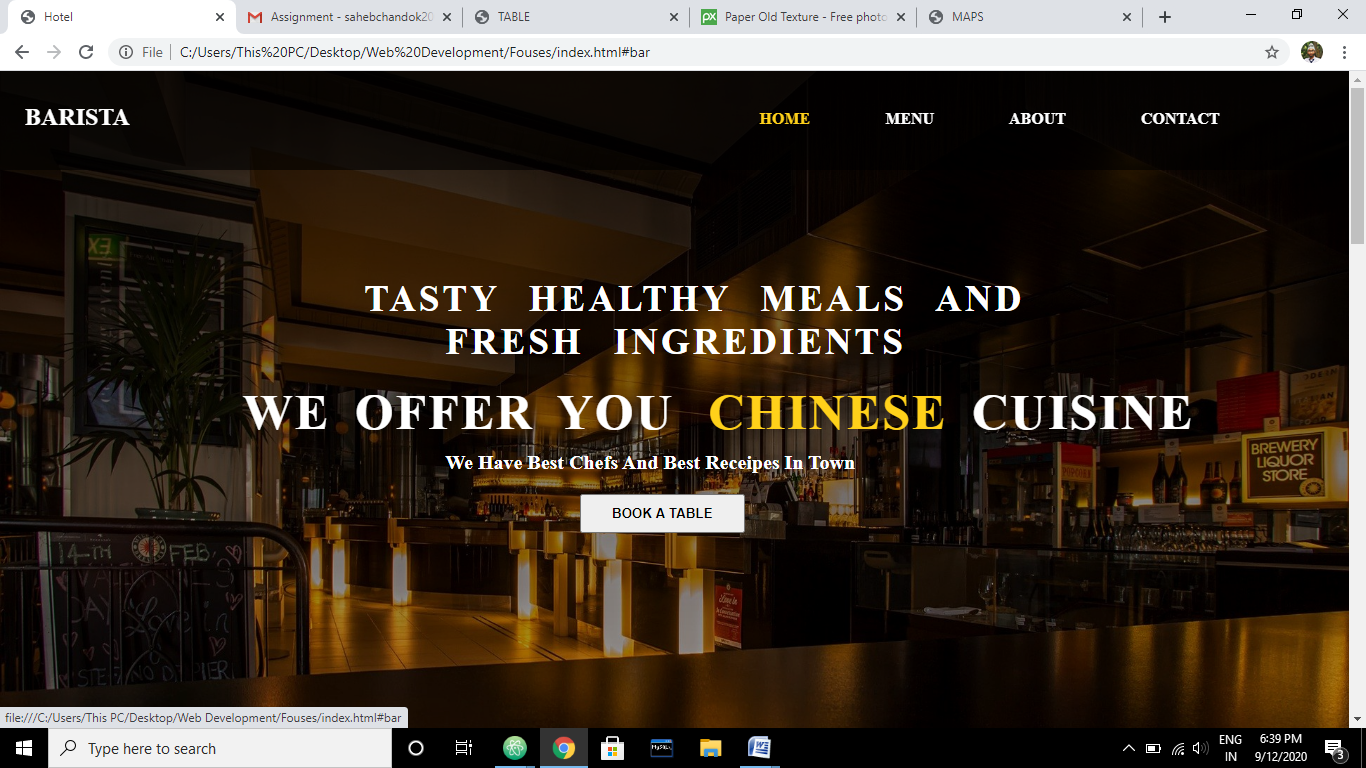 Hotel
Assignment - sahebchandok20
TABLE
Paper Old Texture - Free photo
MAPS
File
C:/Users/This%20PC/Desktop/Web%20Development/Fouses/index.html#bar
BARISTA
HOME
MENU
ABOUT
CONTACT
TASTY HEALTHY MEALS AND
FRESH INGREDIENTS
WE OFFER YOU CHINESE CUISINE
We Have Best Chefs And Best Receipes In Town
BOOK A TABLE
BREWERY
LIQUOR
STORE
14-TH FEB,
file:///C:/Users/This PC/Desktop/Web Development/Fouses/index.html#bar
Type here to search
MySQL
ENG
IN
6:39 PM
9/12/2020
3